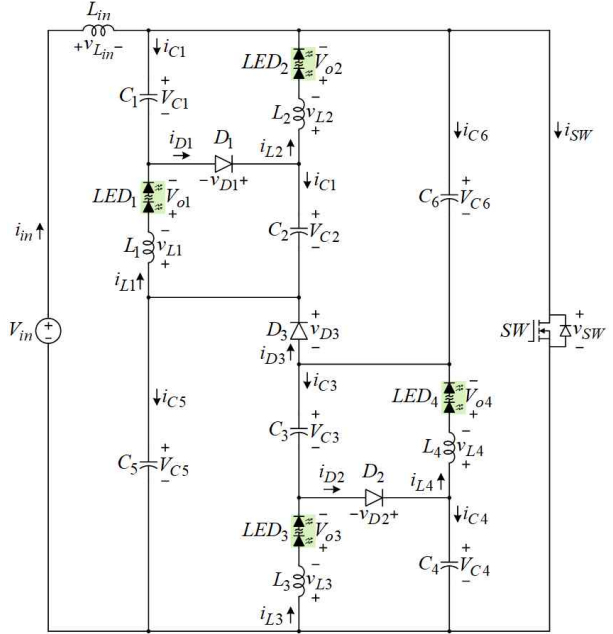 L_in
+ v_Lin −
i_C1
C_1 + V_C1 −
LED_2 − V_o2 +
L_2 − v_L2 +
i_D1 D_1 i_L2
− v_D1 +
i_C1
i_C6
i_SW
LED_1 − V_o1 +
C_2 + V_C2 −
C_6 + V_C6 −
i_in
L_1 − v_L1 +
i_L1
V_in + −
D_3 + v_D3 −
SW + v_SW −
i_D3
i_C3
i_C5
LED_4 − V_o4 +
C_3 + V_C3 −
L_4 − v_L4 +
C_5 + V_C5 −
i_D2 D_2 i_L4
− v_D2 +
i_C4
LED_3 − V_o3 +
C_4 + V_C4 −
L_3 − v_L3 +
i_L3